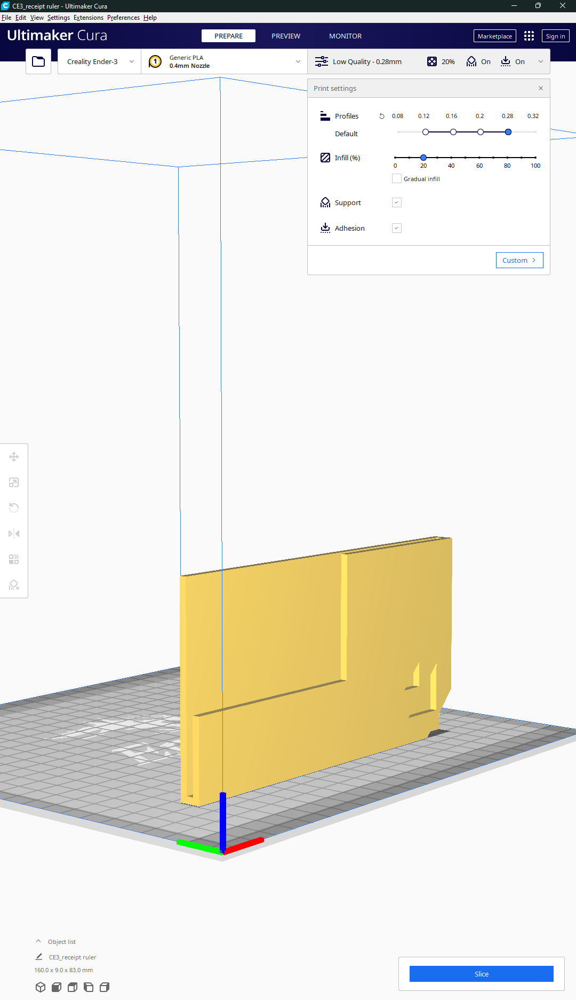 CE3_receipt ruler - Ultimaker Cura
File Edit View Settings Extensions Preferences Help
Ultimaker Cura
PREPARE PREVIEW MONITOR
Marketplace Sign in
Creality Ender-3
1
Generic PLA
0.4mm Nozzle
Low Quality - 0.28mm 20% On On
Print settings
Profiles 0.08 0.12 0.16 0.2 0.28 0.32
Default
Infill (%)
0 20 40 60 80 100
Gradual infill
Support
Adhesion
Custom
Object list
CE3_receipt ruler
160.0 x 9.0 x 83.0 mm
Slice